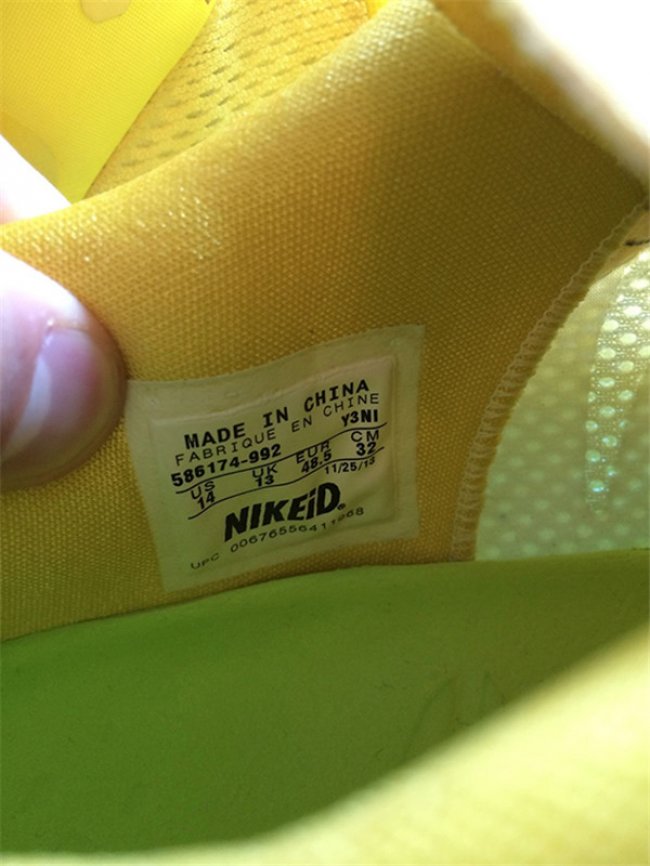 MADE IN CHINA
FABRIQUE EN CHINE
586174-992 Y3NI
US UK EUR CM
14 13 48.5 32
11/25/13
NIKEiD.
UPC